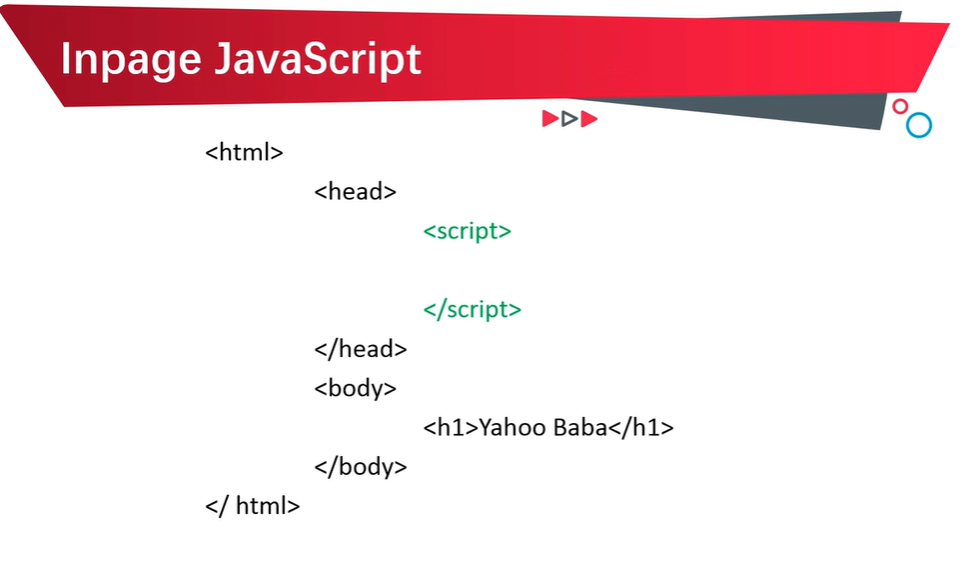 Inpage JavaScript
<html>
<head>
<script>
</script>
</head>
<body>
<h1>Yahoo Baba</h1>
</body>
</ html>